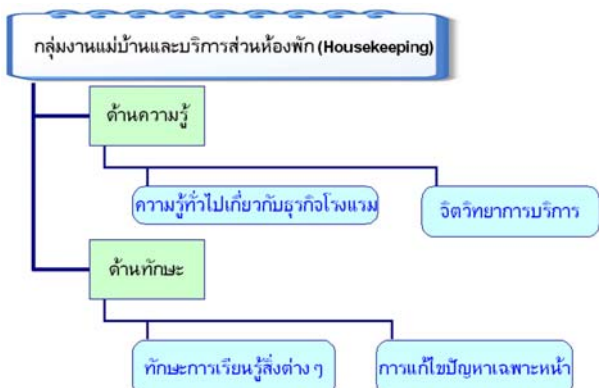 กลุ่มงานแม่บ้านและบริการส่วนห้องพัก (Housekeeping)
ด้านความรู้
ความรู้ทั่วไปเกี่ยวกับธุรกิจโรงแรม
จิตวิทยาการบริการ
ด้านทักษะ
ทักษะการเรียนรู้สิ่งต่าง ๆ
การแก้ไขปัญหาเฉพาะหน้า